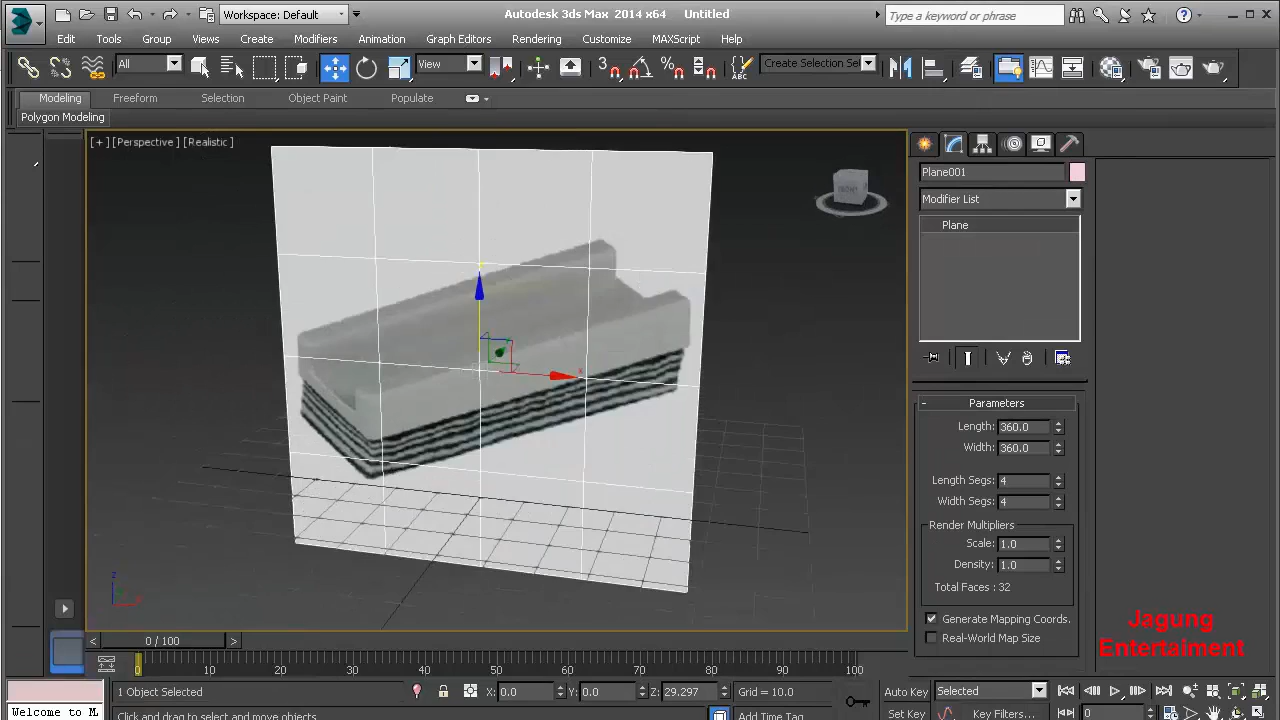 Workspace: Default
Autodesk 3ds Max 2014 x64 Untitled
Type a keyword or phrase
Edit Tools Group Views Create Modifiers Animation Graph Editors Rendering Customize MAXScript Help
All
View
3
Create Selection Se
Modeling Freeform Selection Object Paint Populate
Polygon Modeling
[+][Perspective][Realistic]
FRONT
Plane001
Modifier List
Plane
- Parameters
Length: 360.0
Width: 360.0
Length Segs: 4
Width Segs: 4
Render Multipliers
Scale: 1.0
Density: 1.0
Total Faces : 32
Generate Mapping Coords.
Real-World Map Size
Jagung
Entertaiment
z
x
x
< 0 / 100 >
0 10 20 30 40 50 60 70 80 90 100
1 Object Selected X: 0.0 Y: 0.0 Z: 29.297 Grid = 10.0 Auto Key Selected
Welcome to M
Click and drag to select and move objects Add Time Tag Set Key Key Filters... 0